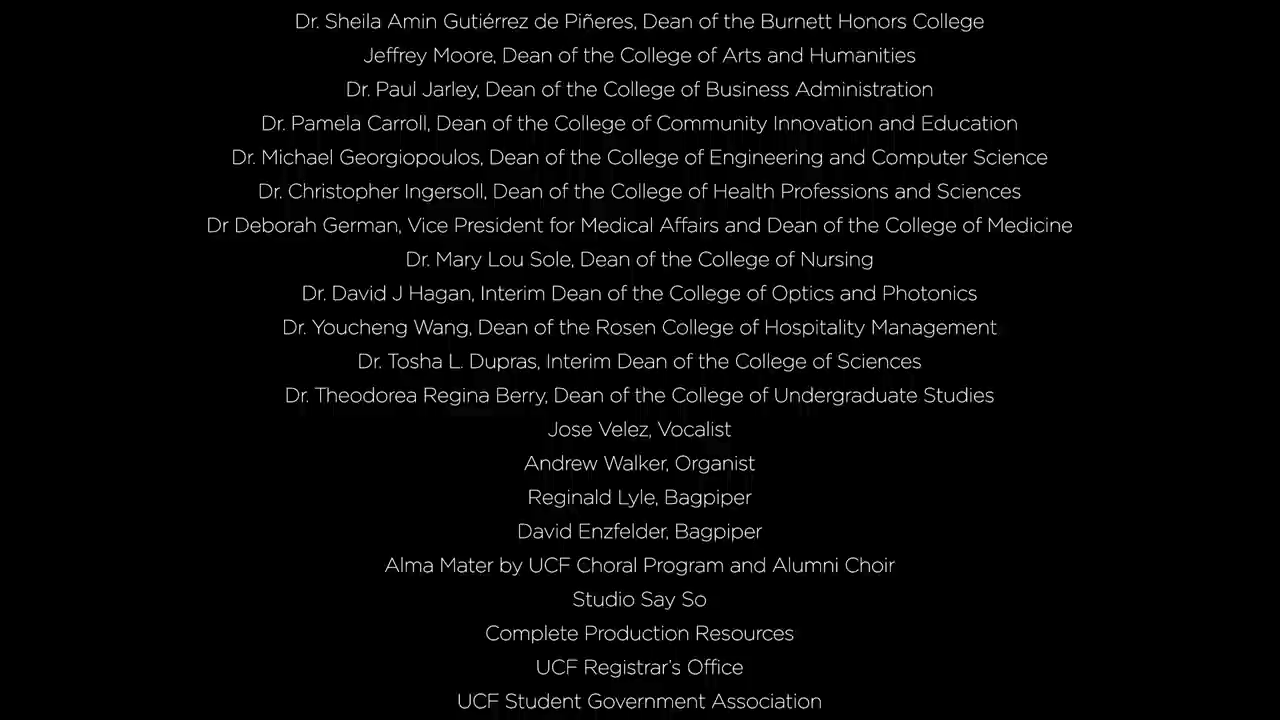 Dr. Sheila Amin Gutiérrez de Piñeres, Dean of the Burnett Honors College
Jeffrey Moore, Dean of the College of Arts and Humanities
Dr. Paul Jarley, Dean of the College of Business Administration
Dr. Pamela Carroll, Dean of the College of Community Innovation and Education
Dr. Michael Georgiopoulos, Dean of the College of Engineering and Computer Science
Dr. Christopher Ingersoll, Dean of the College of Health Professions and Sciences
Dr Deborah German, Vice President for Medical Affairs and Dean of the College of Medicine
Dr. Mary Lou Sole, Dean of the College of Nursing
Dr. David J Hagan, Interim Dean of the College of Optics and Photonics
Dr. Youcheng Wang, Dean of the Rosen College of Hospitality Management
Dr. Tosha L. Dupras, Interim Dean of the College of Sciences
Dr. Theodorea Regina Berry, Dean of the College of Undergraduate Studies
Jose Velez, Vocalist
Andrew Walker, Organist
Reginald Lyle, Bagpiper
David Enzfelder, Bagpiper
Alma Mater by UCF Choral Program and Alumni Choir
Studio Say So
Complete Production Resources
UCF Registrar's Office
UCF Student Government Association